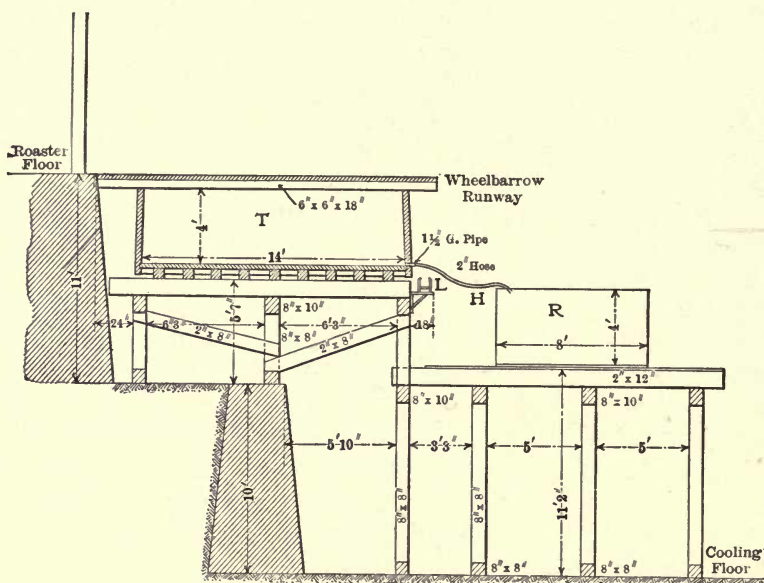 Roaster
Floor
Wheelbarrow
Runway
6" x 6" x 18"
T
4'
14'
1½" G. Pipe
2" Hose
L
H
R
11'
5'7"
8" x 10"
24"
6'3"
6'3"
18"
2" x 8"
8" x 8"
2" x 8"
4'
8'
2" x 12"
8" x 10"
8" x 10"
5'10"
3'3"
5'
5'
10'
11'2"
8" x 8"
8" x 8"
8" x 8"
8" x 8"
Cooling
Floor